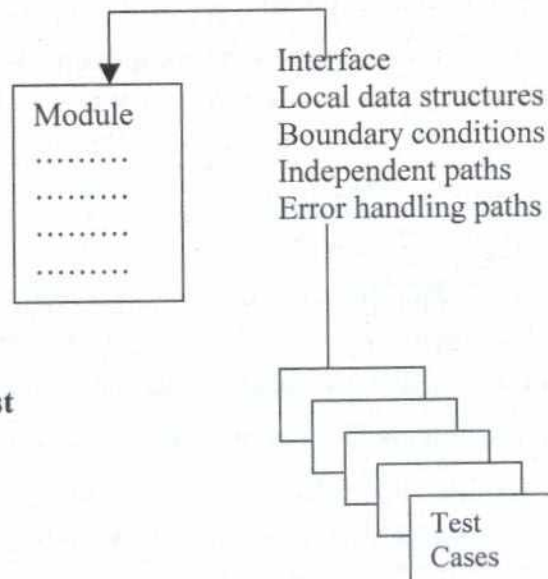 Interface
Local data structures
Boundary conditions
Independent paths
Error handling paths
Module
.........
.........
.........
.........
Test
Cases